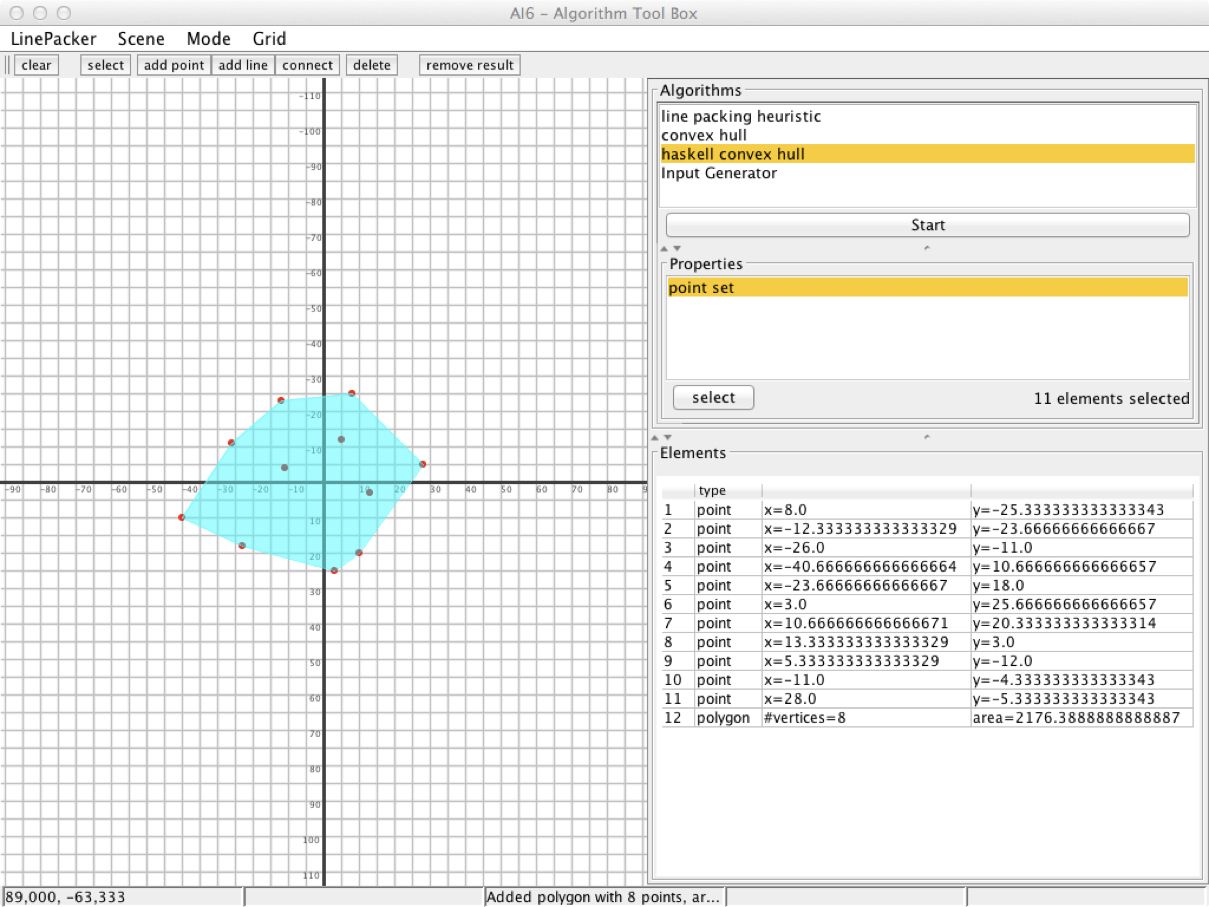 Al6 - Algorithm Tool Box
LinePacker Scene Mode Grid
clear select add point add line connect delete remove result
-110
-100
-90
-80
-70
-60
-50
-40
-30
-20
-10
-90 -80 -70 -60 -50 -40 -30 -20 -10 10 20 30 40 50 60 70 80 9
10
20
30
40
50
60
70
80
90
100
110
Algorithms
line packing heuristic
convex hull
haskell convex hull
Input Generator
Start
Properties
point set
select 11 elements selected
Elements
type
1 point x=8.0 y=-25.333333333333343
2 point x=-12.333333333333329 y=-23.66666666666667
3 point x=-26.0 y=-11.0
4 point x=-40.666666666666664 y=10.666666666666657
5 point x=-23.66666666666667 y=18.0
6 point x=3.0 y=25.666666666666657
7 point x=10.666666666666671 y=20.333333333333314
8 point x=13.333333333333329 y=3.0
9 point x=5.333333333333329 y=-12.0
10 point x=-11.0 y=-4.333333333333343
11 point x=28.0 y=-5.333333333333343
12 polygon #vertices=8 area=2176.3888888888887
89,000, -63,333 Added polygon with 8 points, ar...